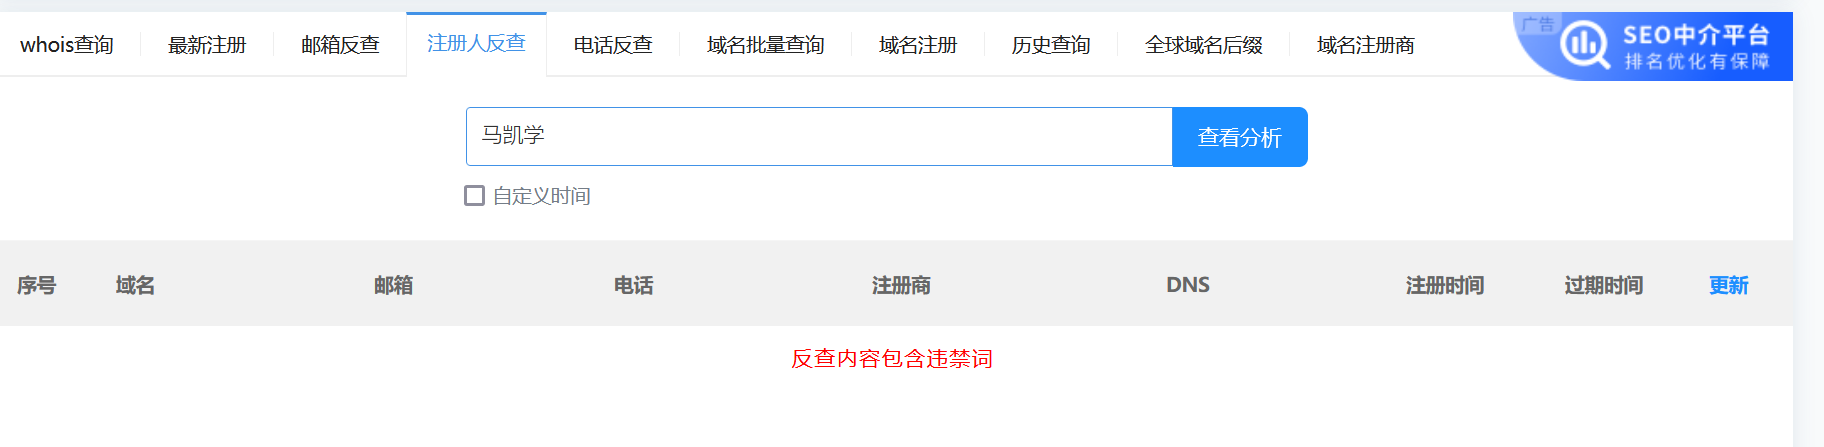 whois查询 最新注册 邮箱反查 注册人反查 电话反查 域名批量查询 域名注册 历史查询 全球域名后缀 域名注册商
广告
SEO中介平台
排名优化有保障
马凯学 查看分析
自定义时间
序号 域名 邮箱 电话 注册商 DNS 注册时间 过期时间 更新
反查内容包含违禁词